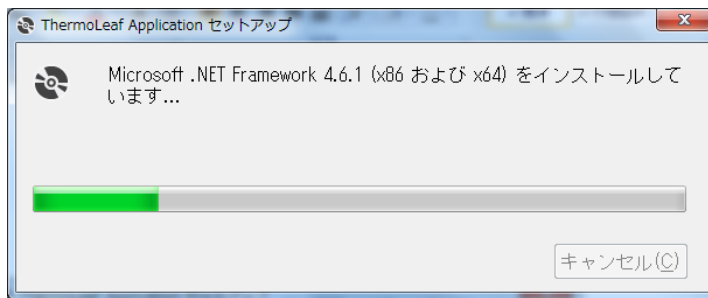 ThermoLeaf Application セットアップ
Microsoft .NET Framework 4.6.1 (x86 および x64) をインストールして
います...
キャンセル(C)